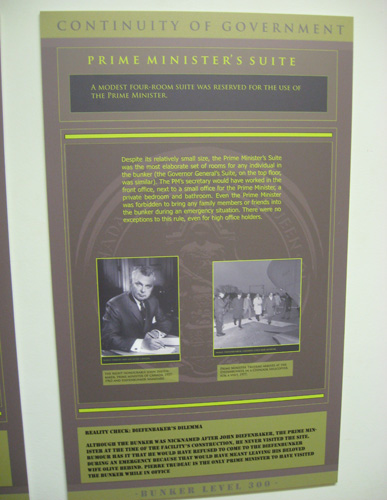 CONTINUITY OF GOVERNMENT
PRIME MINISTER'S SUITE
A MODEST FOUR-ROOM SUITE WAS RESERVED FOR THE USE OF
THE PRIME MINISTER.
Despite its relatively small size, the Prime Minister's Suite
was the most elaborate set of rooms for any individual in
the bunker (the Governor General's Suite, on the top floor,
was similar). The PM's secretary would have worked in the
front office, next to a small office for the Prime Minister, a
private bedroom and bathroom. Even the Prime Minister
was forbidden to bring any family members or friends into
the bunker during an emergency situation. There were no
exceptions to this rule, even for high office holders.
REALITY CHECK: DIEFENBAKER'S DILEMMA
ALTHOUGH THE BUNKER WAS NICKNAMED AFTER JOHN DIEFENBAKER, THE PRIME MIN-
ISTER AT THE TIME OF THE FACILITY'S CONSTRUCTION, HE NEVER VISITED THE SITE.
RUMOUR HAS IT THAT HE WOULD HAVE REFUSED TO COME TO THE DIEFENBUNKER
DURING AN EMERGENCY BECAUSE THAT WOULD HAVE MEANT LEAVING HIS BELOVED
WIFE OLIVE BEHIND. PIERRE TRUDEAU IS THE ONLY PRIME MINISTER TO HAVE VISITED
THE BUNKER WHILE IN OFFICE
BUNKER LEVEL 300